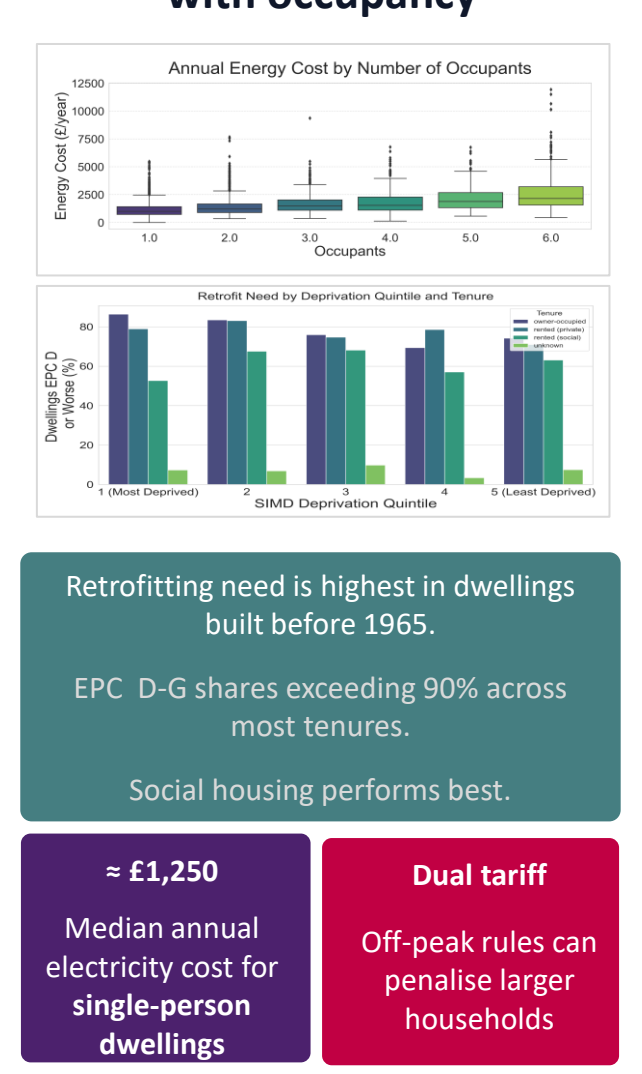 with occupancy
Annual Energy Cost by Number of Occupants
Energy Cost (£/year)
12500
10000
7500
5000
2500
0
1.0 2.0 3.0 4.0 5.0 6.0
Occupants
Retrofit Need by Deprivation Quintile and Tenure
Dwellings EPC D
or Worse (%)
80
60
40
20
0
Tenure
owner-occupied
rented (private)
rented (social)
unknown
1 (Most Deprived) 2 3 4 5 (Least Deprived)
SIMD Deprivation Quintile
Retrofitting need is highest in dwellings
built before 1965.
EPC D-G shares exceeding 90% across
most tenures.
Social housing performs best.
≈ £1,250
Median annual
electricity cost for
single-person
dwellings
Dual tariff
Off-peak rules can
penalise larger
households